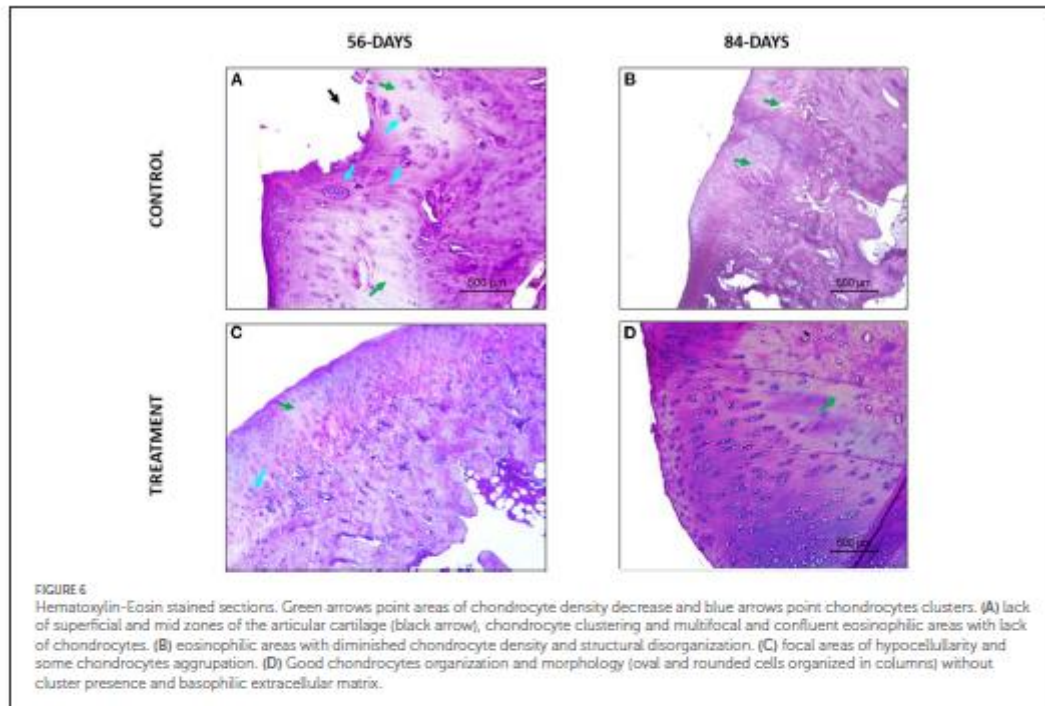 56-DAYS 84-DAYS
CONTROL
A
500 µm
B
500 µm
TREATMENT
C
D
500 µm
FIGURE 6
Hematoxylin-Eosin stained sections. Green arrows point areas of chondrocyte density decrease and blue arrows point chondrocytes clusters. (A) lack
of superficial and mid zones of the articular cartilage (black arrow), chondrocyte clustering and multifocal and confluent eosinophilic areas with lack
of chondrocytes. (B) eosinophilic areas with diminished chondrocyte density and structural disorganization. (C) focal areas of hypocellularity and
some chondrocytes aggrupation. (D) Good chondrocytes organization and morphology (oval and rounded cells organized in columns) without
cluster presence and basophilic extracellular matrix.